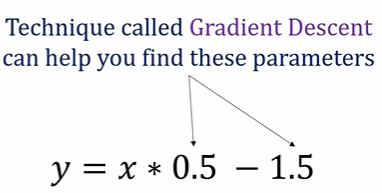 Technique called Gradient Descent
can help you find these parameters
y = x * 0.5 − 1.5